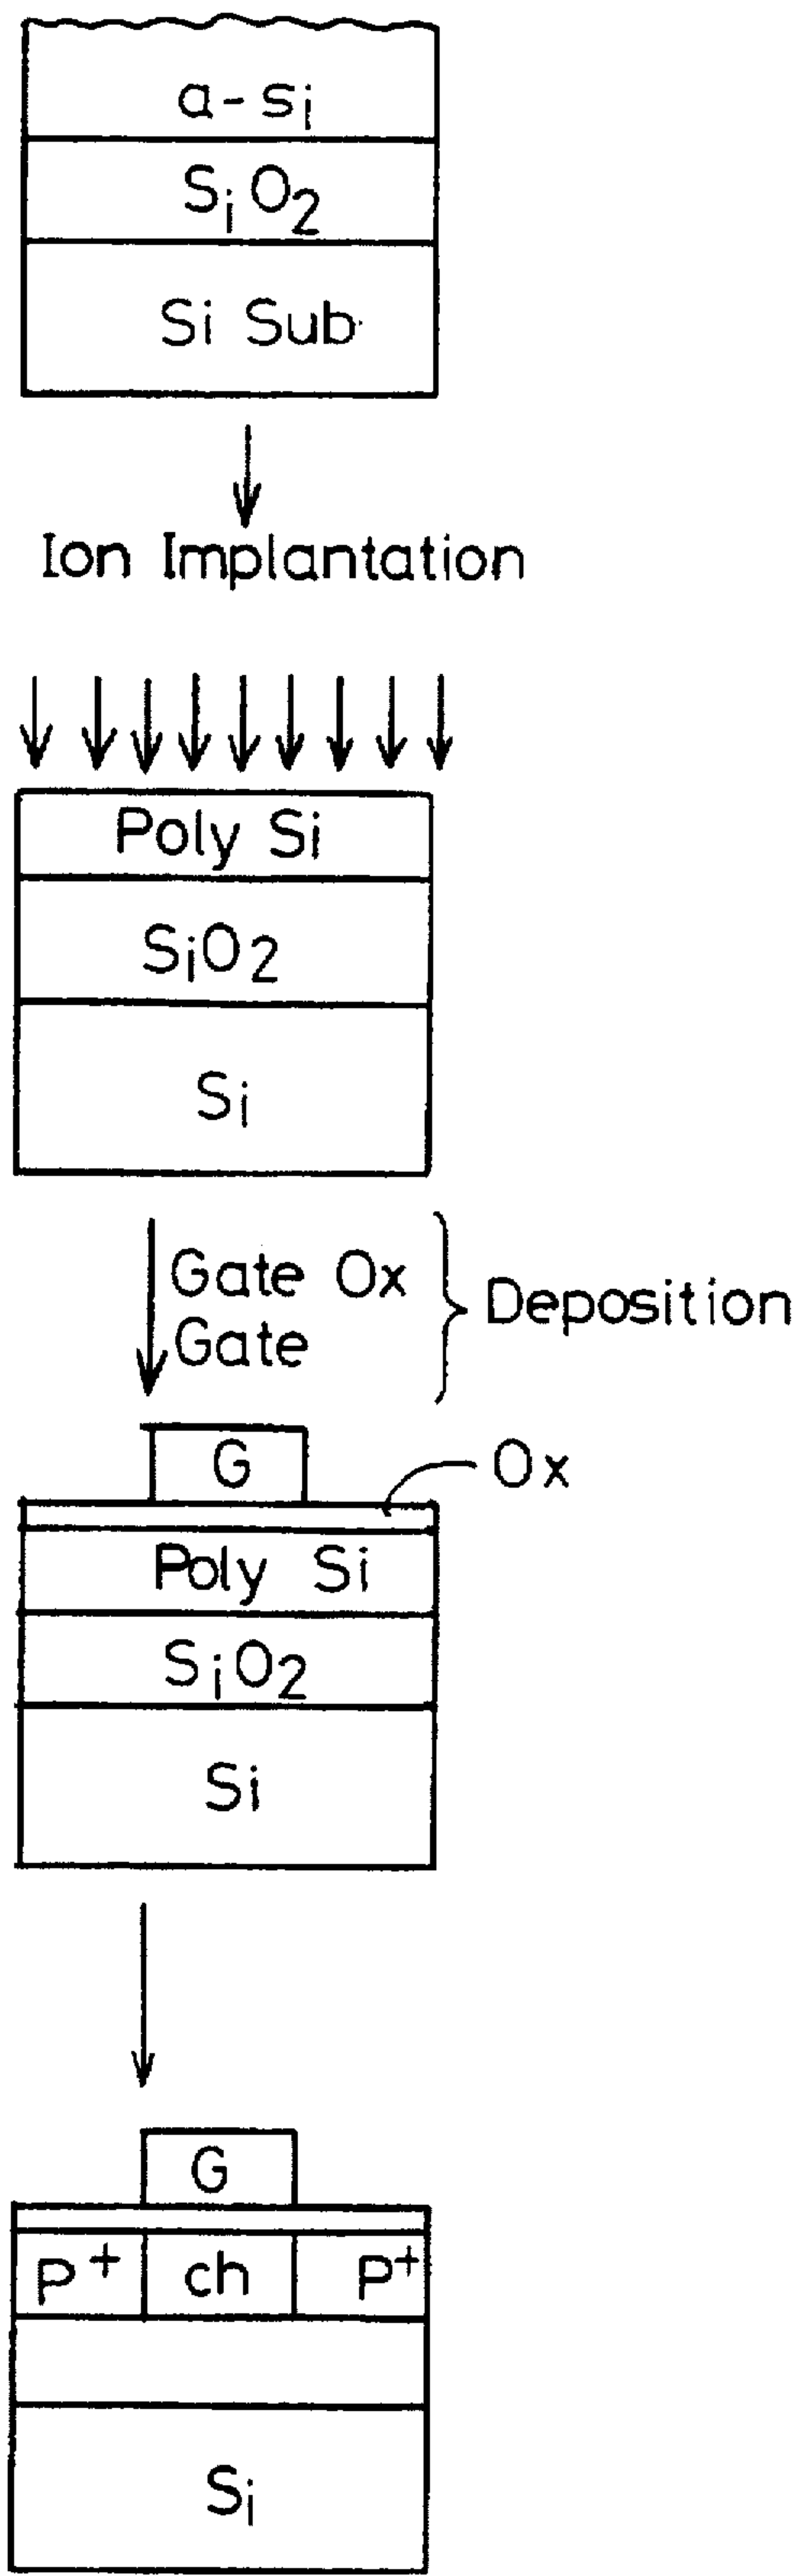 a-si
SiO2
Si Sub
Ion Implantation
Poly Si
SiO2
Si
Gate Ox
Gate
Deposition
G
Ox
Poly Si
SiO2
Si
G
P+ ch P+
Si